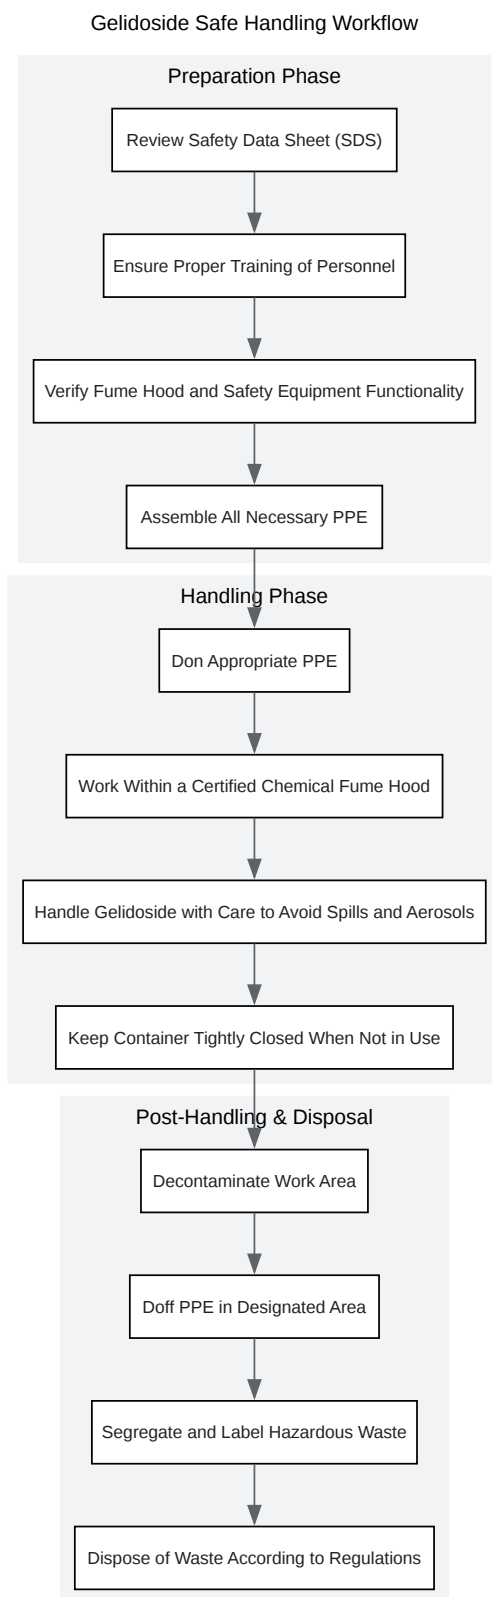 Gelidoside Safe Handling Workflow
Preparation Phase
Review Safety Data Sheet (SDS)
Ensure Proper Training of Personnel
Verify Fume Hood and Safety Equipment Functionality
Assemble All Necessary PPE
Handling Phase
Don Appropriate PPE
Work Within a Certified Chemical Fume Hood
Handle Gelidoside with Care to Avoid Spills and Aerosols
Keep Container Tightly Closed When Not in Use
Post-Handling & Disposal
Decontaminate Work Area
Doff PPE in Designated Area
Segregate and Label Hazardous Waste
Dispose of Waste According to Regulations